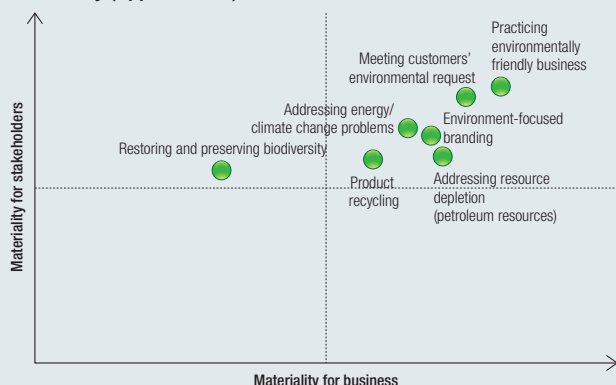 Practicing
environmentally
friendly business
Meeting customers'
environmental request
Addressing energy/
climate change problems
Environment-focused
branding
Restoring and preserving biodiversity
Product
recycling
Addressing resource
depletion
(petroleum resources)
Materiality for stakeholders
Materiality for business